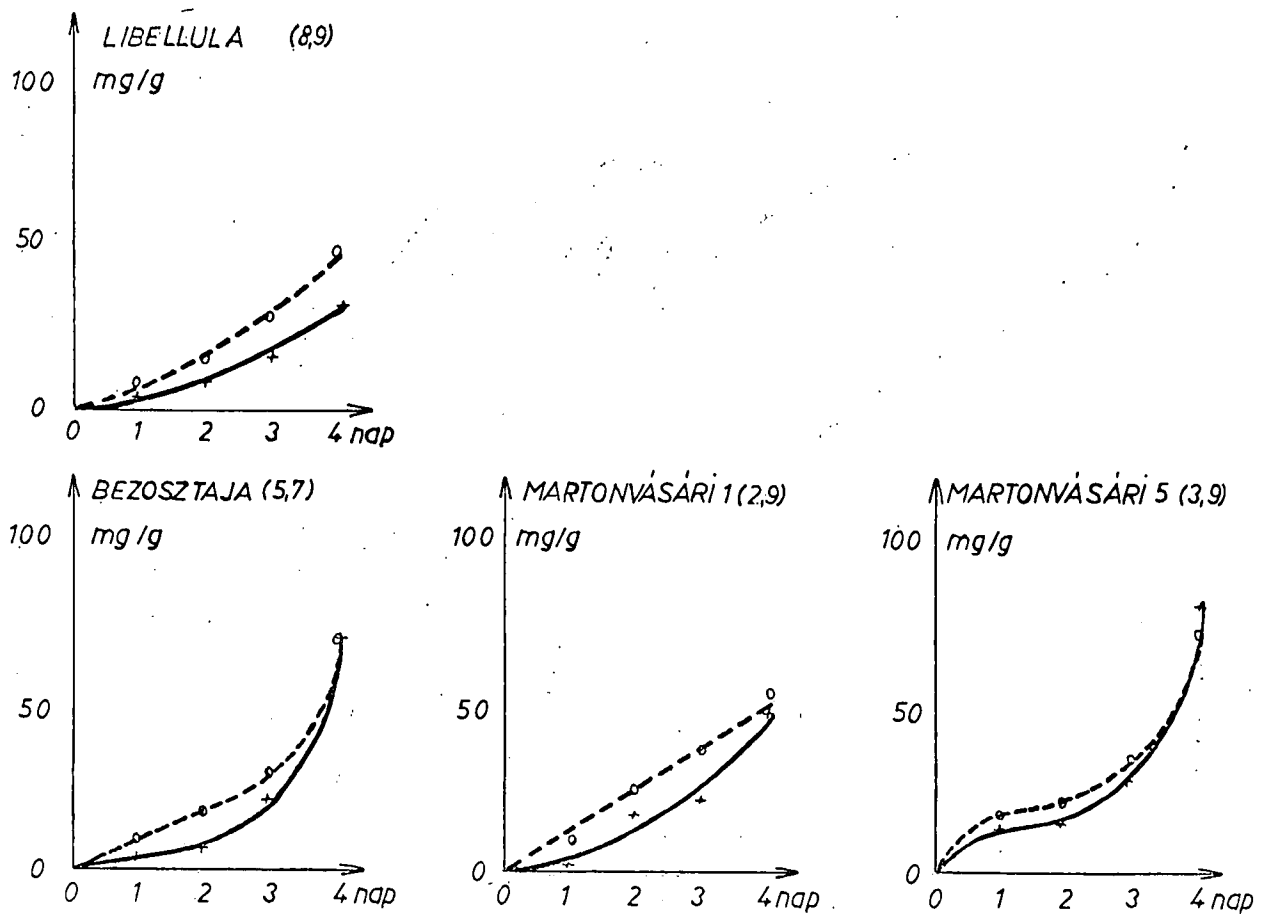 LIBELLULA (8,9)
100 mg/g
50
0
0 1 2 3 4 nap
BEZOSZTAJA (5,7)
100 mg/g
50
0
0 1 2 3 4 nap
MARTONVÁSÁRI 1 (2,9)
100 mg/g
50
0
0 1 2 3 4 nap
MARTONVÁSÁRI 5 (3,9)
100 mg/g
50
0
0 1 2 3 4 nap